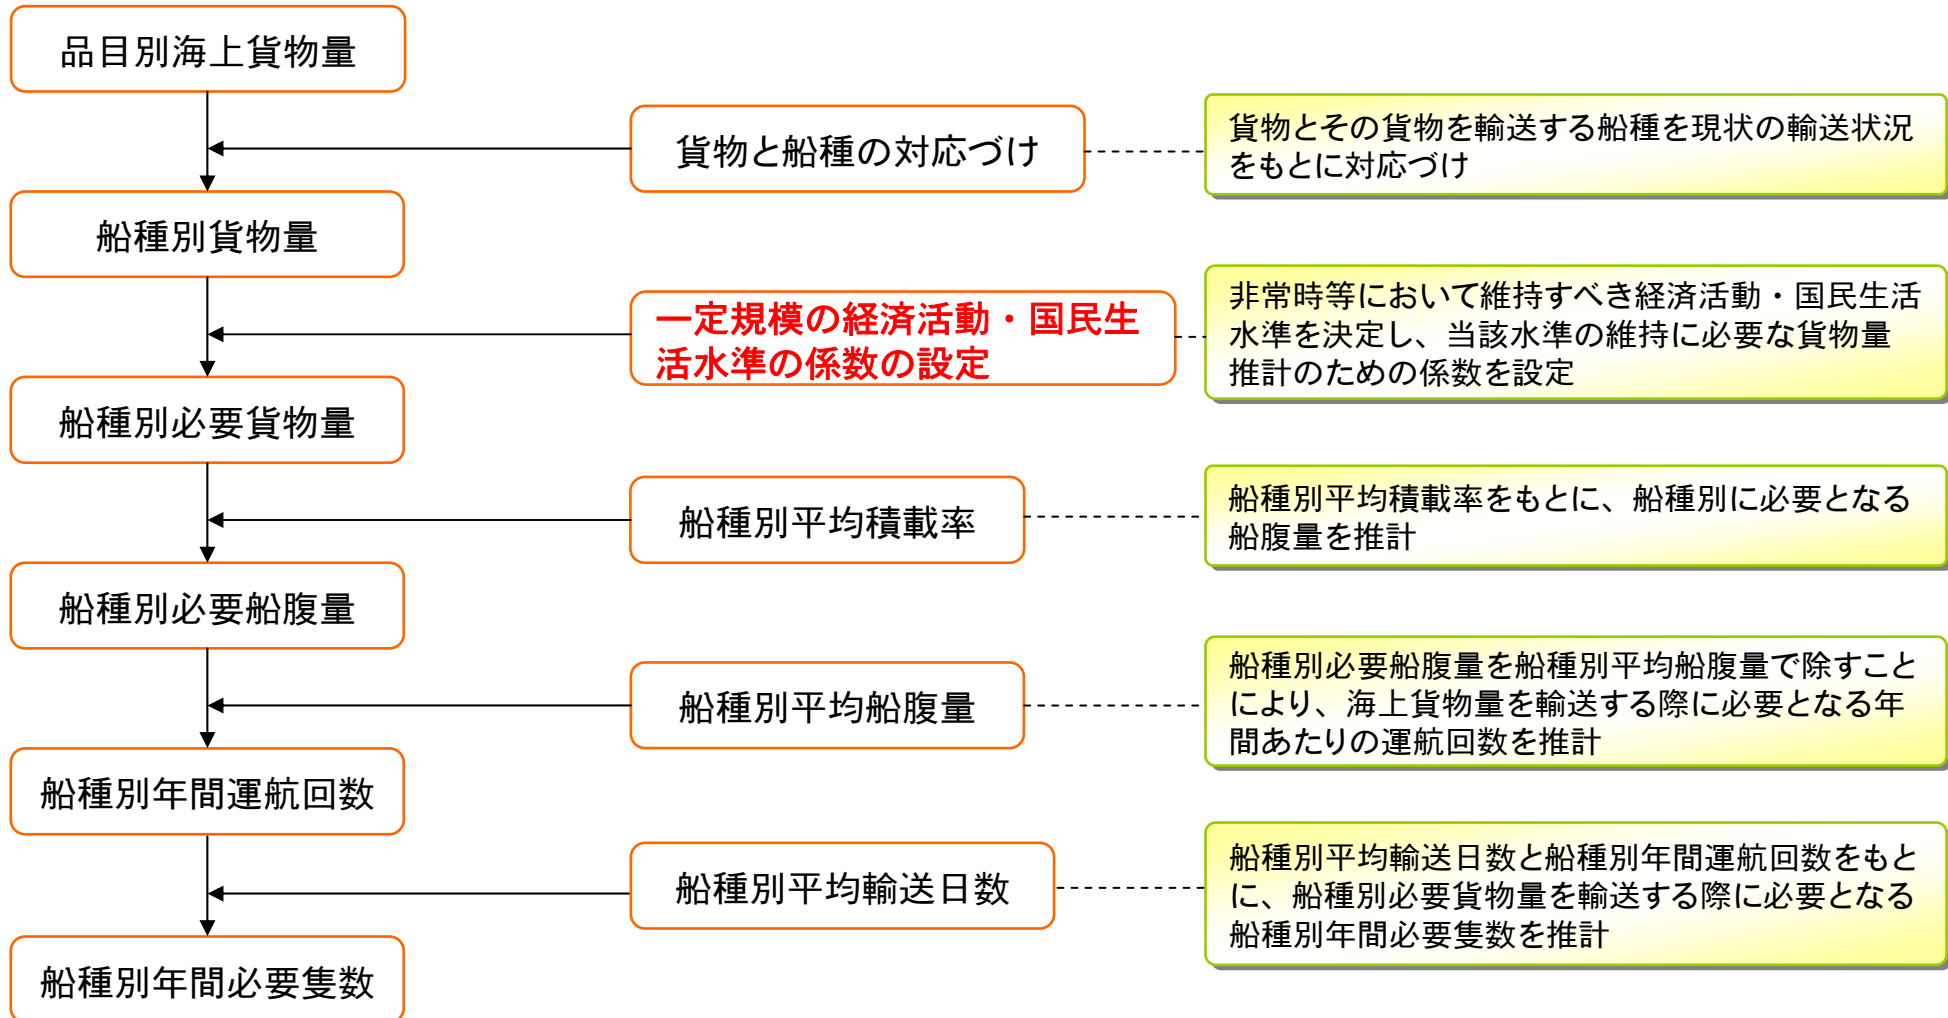 品目別海上貨物量
貨物と船種の対応づけ
貨物とその貨物を輸送する船種を現状の輸送状況
をもとに対応づけ
船種別貨物量
一定規模の経済活動・国民生
活水準の係数の設定
非常時等において維持すべき経済活動・国民生活
水準を決定し、当該水準の維持に必要な貨物量
推計のための係数を設定
船種別必要貨物量
船種別平均積載率
船種別平均積載率をもとに、船種別に必要となる
船腹量を推計
船種別必要船腹量
船種別平均船腹量
船種別必要船腹量を船種別平均船腹量で除すこと
により、海上貨物量を輸送する際に必要となる年
間あたりの運航回数を推計
船種別年間運航回数
船種別平均輸送日数
船種別平均輸送日数と船種別年間運航回数をもと
に、船種別必要貨物量を輸送する際に必要となる
船種別年間必要隻数を推計
船種別年間必要隻数